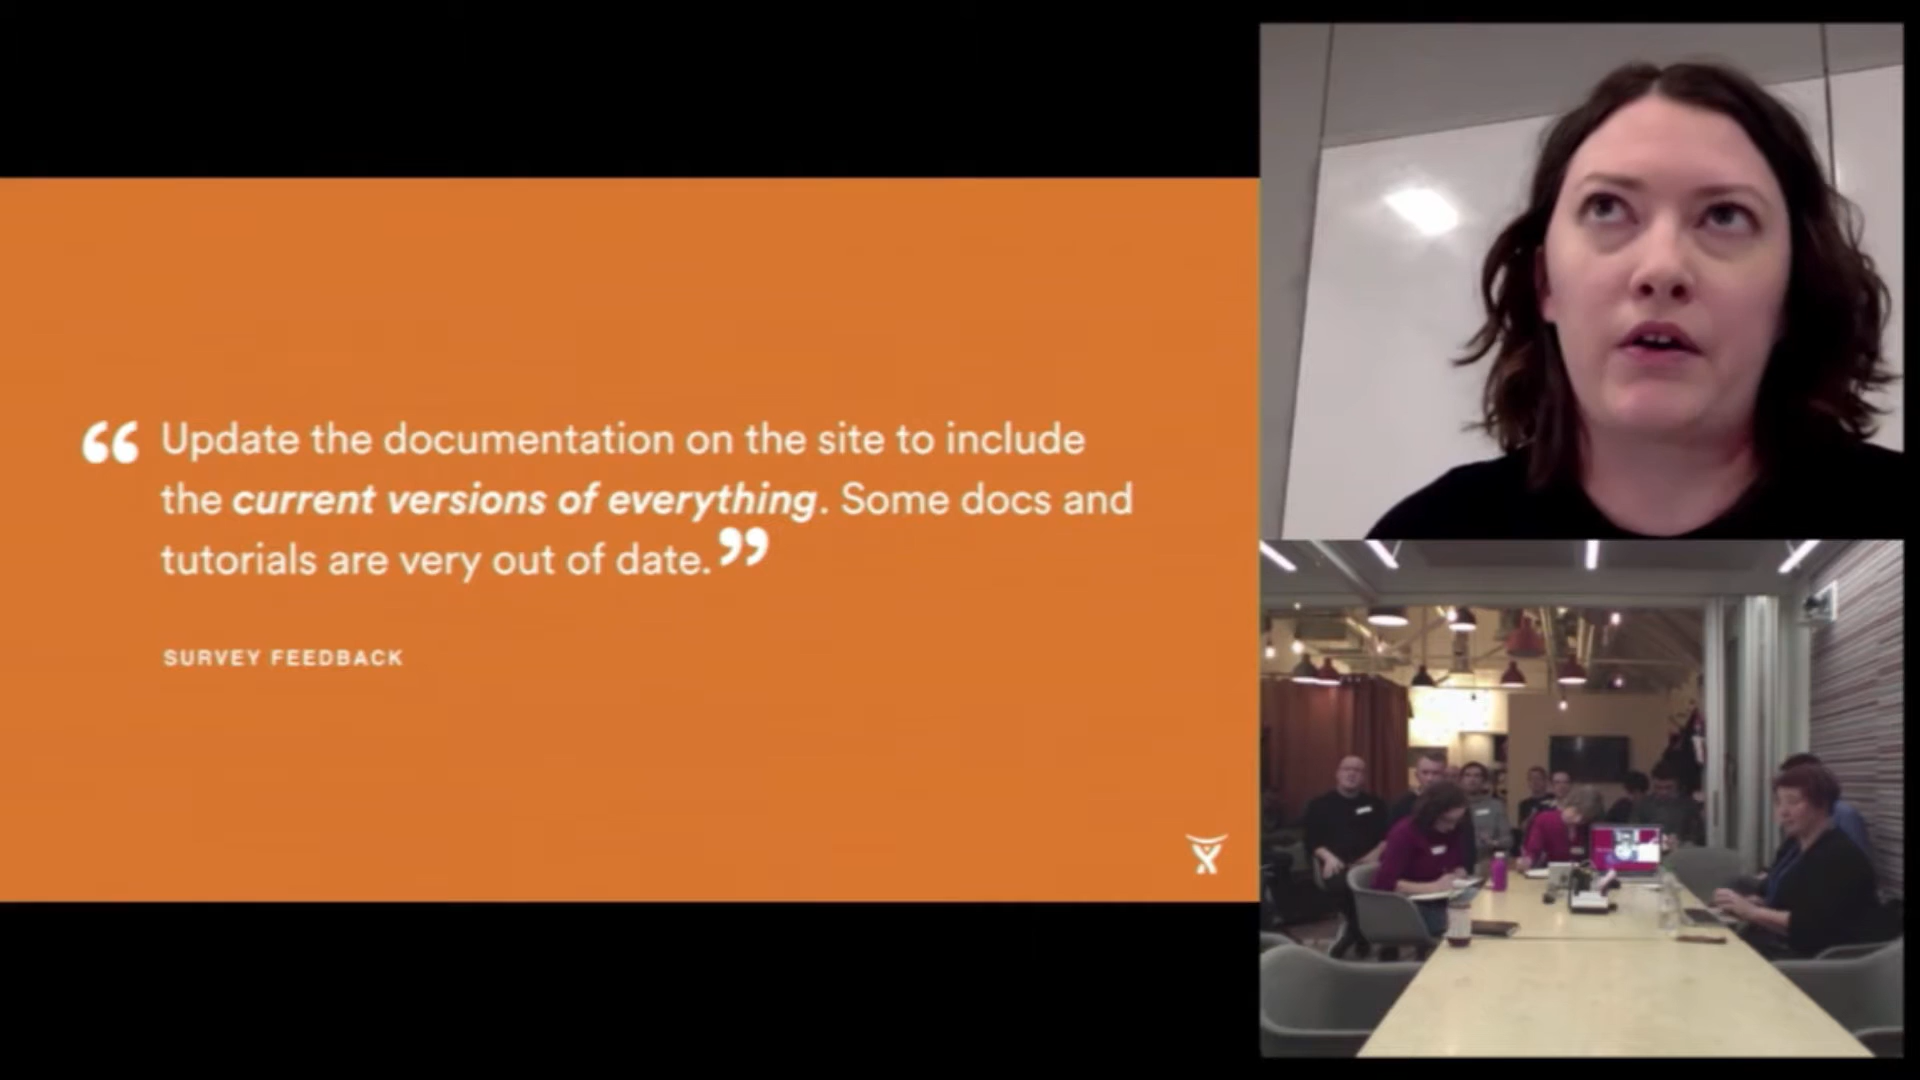 “Update the documentation on the site to include
the current versions of everything. Some docs and
tutorials are very out of date.”
SURVEY FEEDBACK